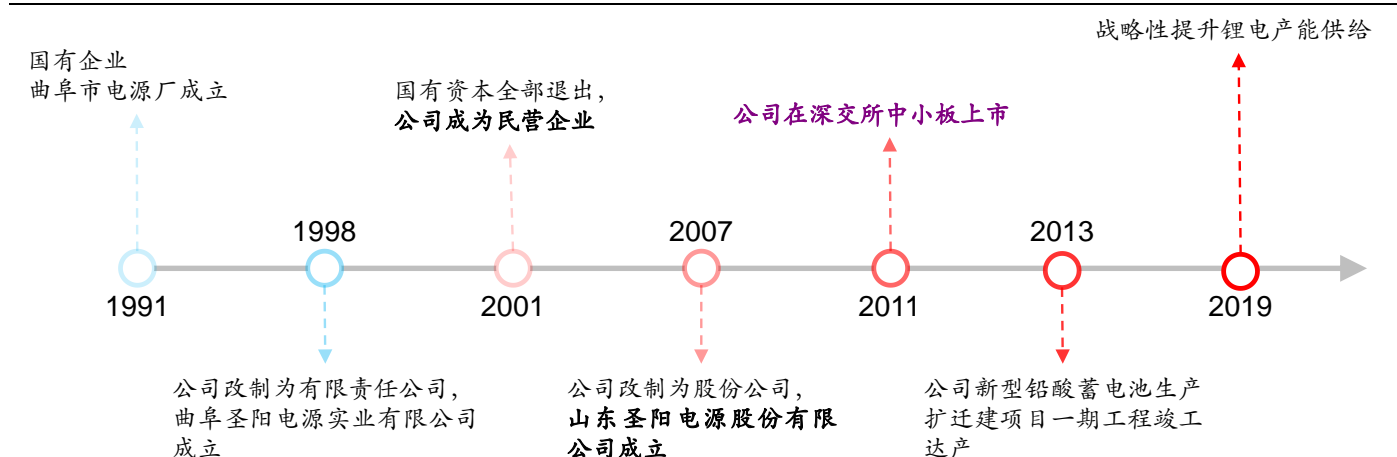 国有企业
曲阜市电源厂成立
1991
1998
公司改制为有限责任公司，
曲阜圣阳电源实业有限公司
成立
国有资本全部退出，
公司成为民营企业
2001
2007
公司改制为股份公司，
山东圣阳电源股份有限
公司成立
公司在深交所中小板上市
2011
2013
公司新型铅酸蓄电池生产
扩迁建项目一期工程竣工
达产
战略性提升锂电产能供给
2019